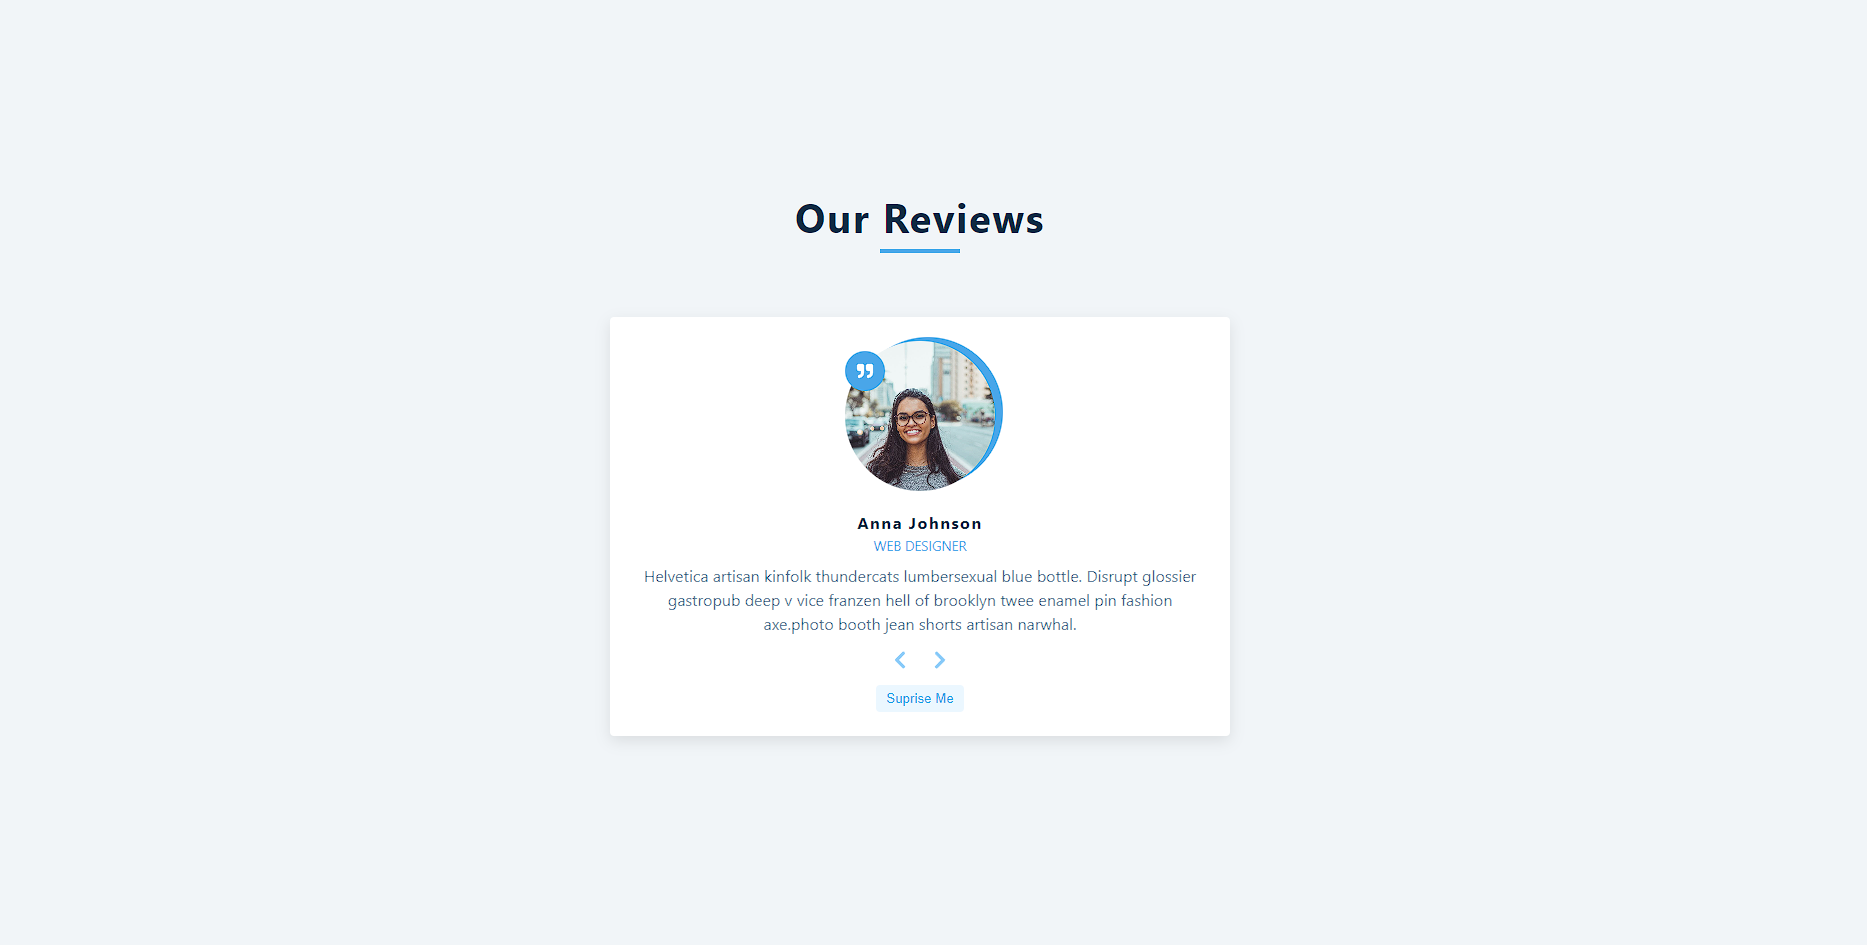 Our Reviews
Anna Johnson
WEB DESIGNER
Helvetica artisan kinfolk thundercats lumbersexual blue bottle. Disrupt glossier
gastropub deep v vice franzen hell of brooklyn twee enamel pin fashion
axe.photo booth jean shorts artisan narwhal.
Suprise Me